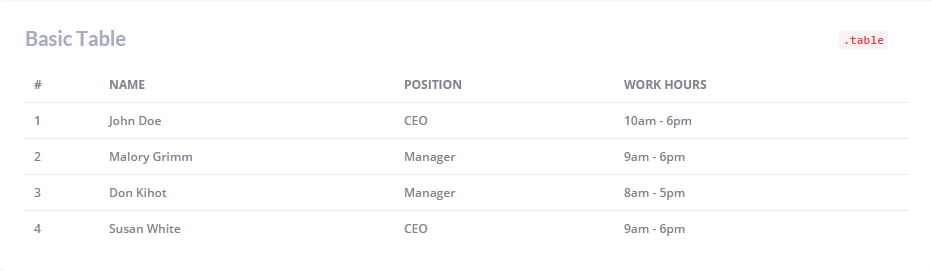 Basic Table .table
# NAME POSITION WORK HOURS
1 John Doe CEO 10am - 6pm
2 Malory Grimm Manager 9am - 6pm
3 Don Kihot Manager 8am - 5pm
4 Susan White CEO 9am - 6pm